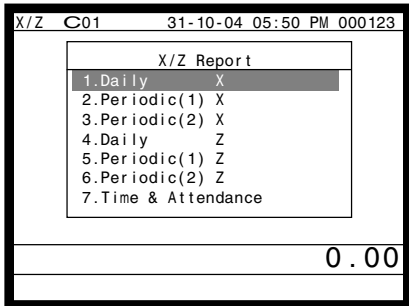 X/Z C01 31-10-04 05:50 PM 000123
X/Z Report
1.Daily X
2.Periodic(1) X
3.Periodic(2) X
4.Daily Z
5.Periodic(1) Z
6.Periodic(2) Z
7.Time & Attendance
0.00